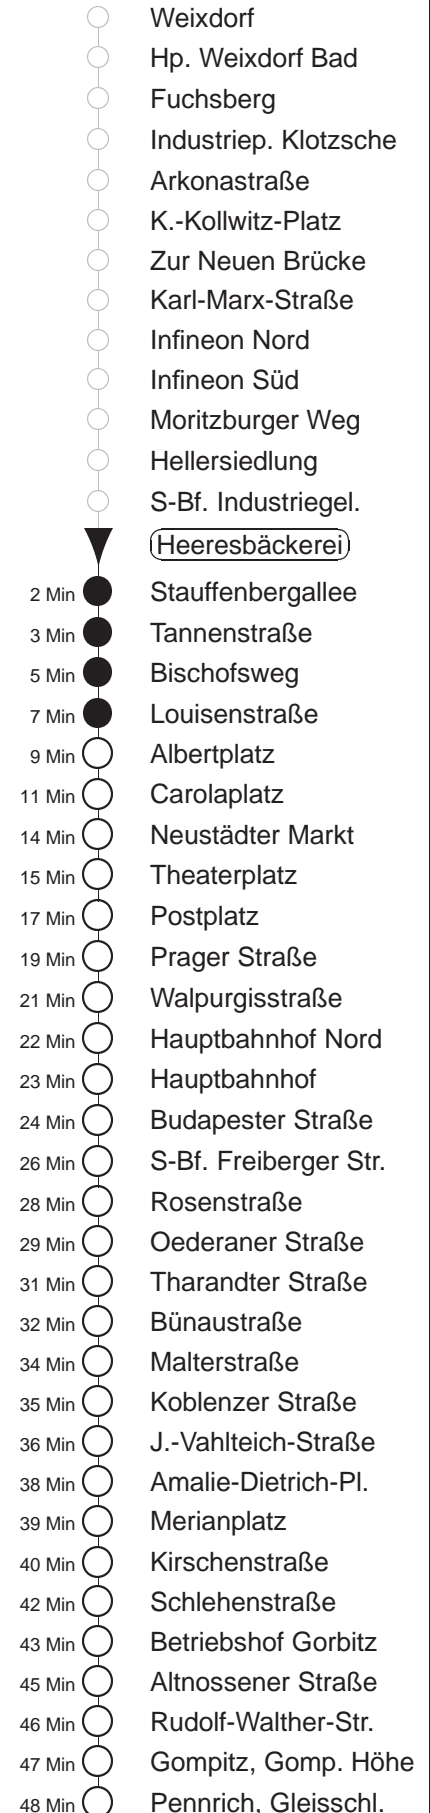 Weixdorf
Hp. Weixdorf Bad
Fuchsberg
Industriep. Klotzsche
Arkonastraße
K.-Kollwitz-Platz
Zur Neuen Brücke
Karl-Marx-Straße
Infineon Nord
Infineon Süd
Moritzburger Weg
Hellersiedlung
S-Bf. Industriegel.
Heeresbäckerei
2 Min Stauffenbergallee
3 Min Tannenstraße
5 Min Bischofsweg
7 Min Louisenstraße
9 Min Albertplatz
11 Min Carolaplatz
14 Min Neustädter Markt
15 Min Theaterplatz
17 Min Postplatz
19 Min Prager Straße
21 Min Walpurgisstraße
22 Min Hauptbahnhof Nord
23 Min Hauptbahnhof
24 Min Budapester Straße
26 Min S-Bf. Freiberger Str.
28 Min Rosenstraße
29 Min Oederaner Straße
31 Min Tharandter Straße
32 Min Bünaustraße
34 Min Malterstraße
35 Min Koblenzer Straße
36 Min J.-Vahlteich-Straße
38 Min Amalie-Dietrich-Pl.
39 Min Merianplatz
40 Min Kirschenstraße
42 Min Schlehenstraße
43 Min Betriebshof Gorbitz
45 Min Altnossener Straße
46 Min Rudolf-Walther-Str.
47 Min Gompitz, Gomp. Höhe
48 Min Pennrich, Gleisschl.